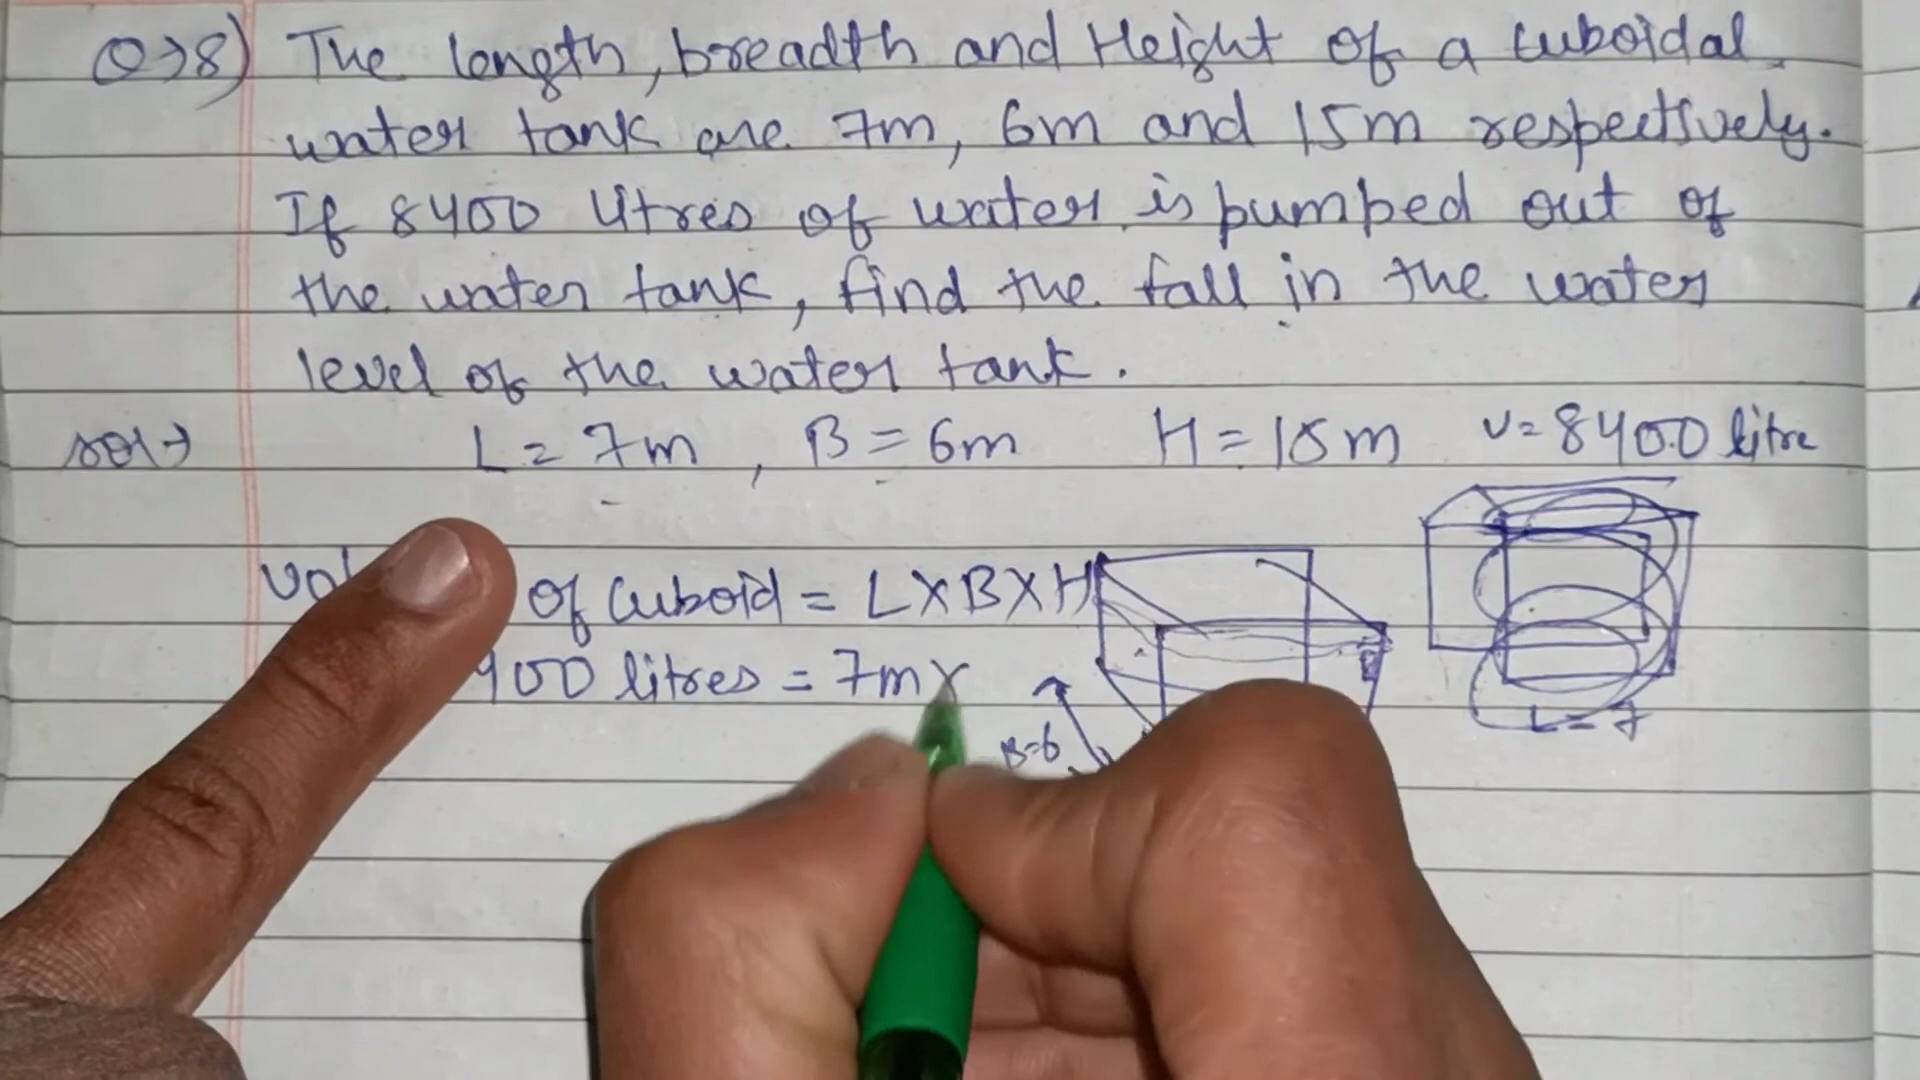 Q→8) The length, breadth and Height of a cuboidal
water tank are 7m, 6m and 15m respectively.
If 8400 litres of water is pumped out of
the water tank, find the fall in the water
level of the water tank.
sol→ L = 7m, B = 6m H = 15m V = 8400 litre
of Cuboid = L×B×H
400 litres = 7m×
B=6
L = 7